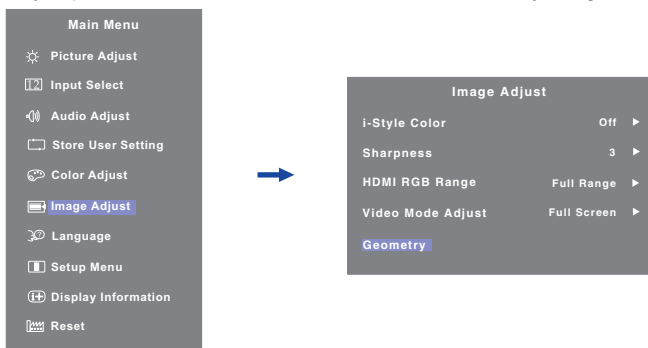 Main Menu
Picture Adjust
12 Input Select
Audio Adjust
Store User Setting
Color Adjust
Image Adjust
Language
Setup Menu
Display Information
Reset
Image Adjust
i-Style Color Off
Sharpness 3
HDMI RGB Range Full Range
Video Mode Adjust Full Screen
Geometry